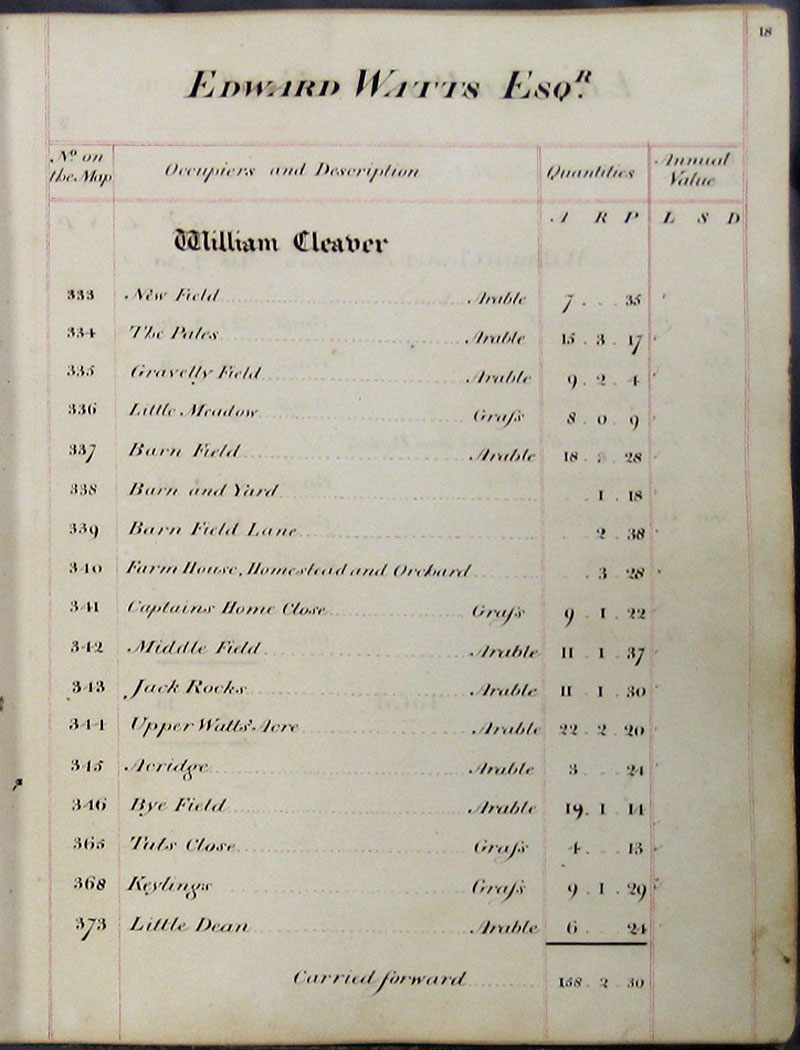 18
EDWARD WATTS ESQR.
No on the Map Occupiers and Description Quantities Annual Value
A R P L S D
William Cleaver
333 New Field Arable 7 . . 35
334 The Pales Arable 15 . 3 . 17
335 Gravelly Field Arable 9 . 2 . 4
336 Little Meadow Graſs 8 . 0 . 9
337 Barn Field Arable 18 . 3 . 28
338 Barn and Yard . 1 . 18
339 Barn Field Lane 2 . 38
340 Farm House, Homestead and Orchard . 3 . 28
341 Captains Home Close Graſs 9 . 1 . 22
342 Middle Field Arable 11 1 . 37
343 Jack Rocks Arable 11 1 . 30
344 Upper Watts' Acre Arable 22 . 2 . 20
345 Acridge Arable 3 . . 21
346 Bye Field Arable 19 . 1 . 14
365 Tuts Close Graſs 4 . . 13
368 Keylings Graſs 9 . 1 . 29
373 Little Dean Arable 6 24
Carried forward 158 . 2 . 30